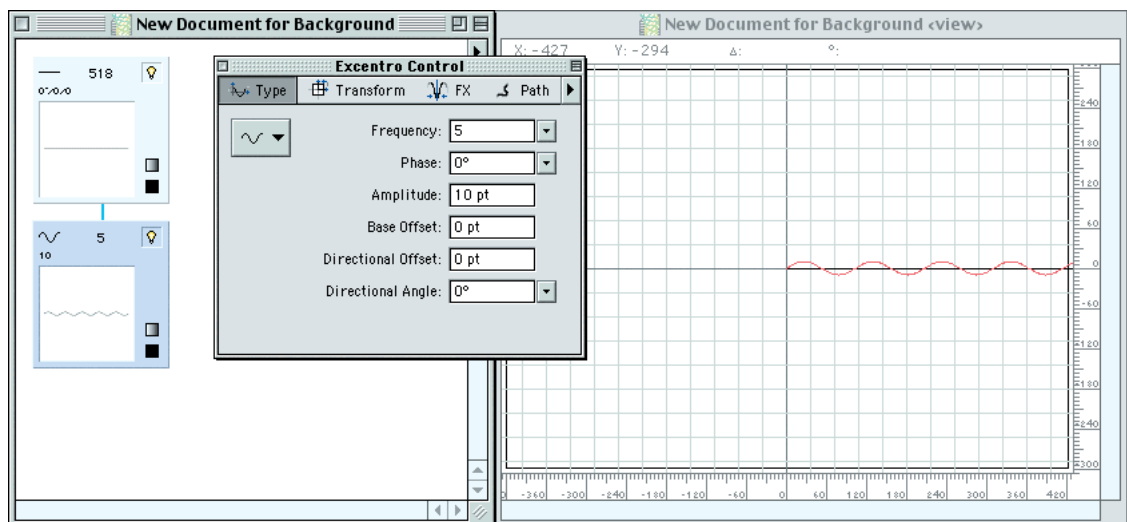 New Document for Background
518
0°/0/0
5
10
Excentro Control
Type Transform FX Path
Frequency: 5
Phase: 0°
Amplitude: 10 pt
Base Offset: 0 pt
Directional Offset: 0 pt
Directional Angle: 0°
New Document for Background <view>
X: -427 Y: -294 Δ: °:
240
180
120
60
0
-60
-120
-180
-240
-300
-360 -300 -240 -180 -120 -60 0 60 120 180 240 300 360 420